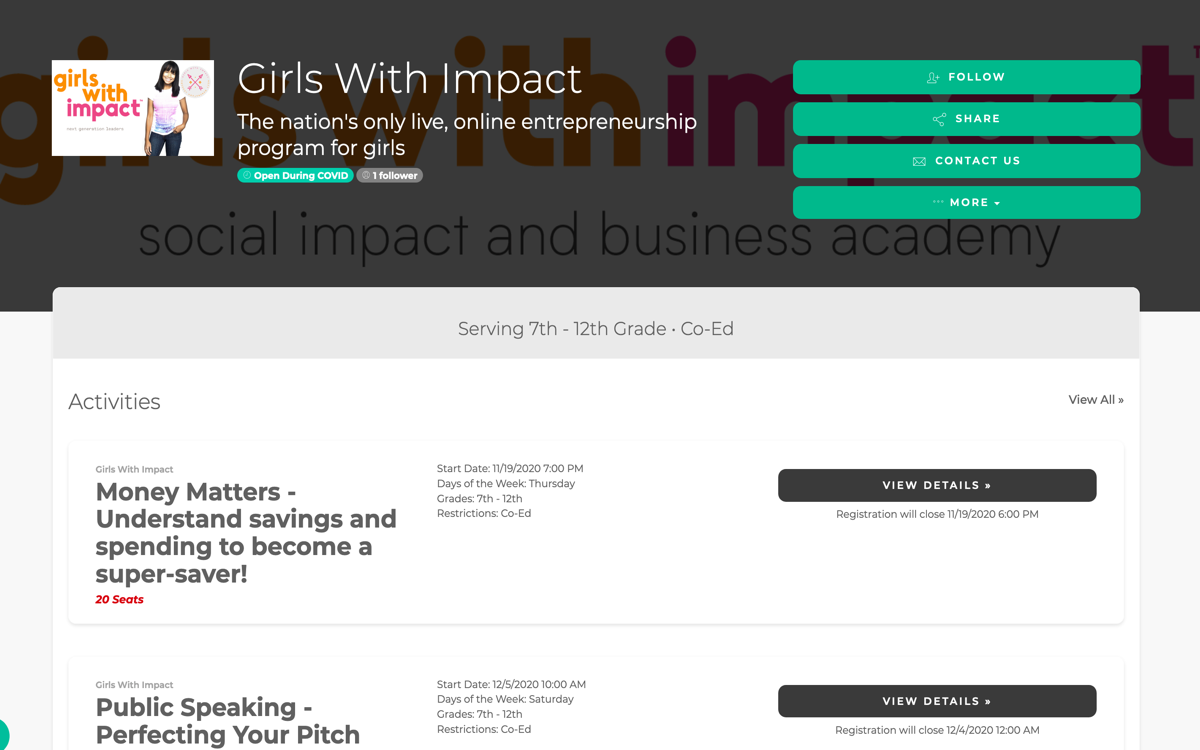 girls with impact
social impact and business academy
girls
with
impact
next generation leaders
Girls With Impact
The nation's only live, online entrepreneurship
program for girls
Open During COVID 1 follower
FOLLOW
SHARE
CONTACT US
MORE
Serving 7th - 12th Grade • Co-Ed
Activities
View All »
Girls With Impact
Money Matters -
Understand savings and
spending to become a
super-saver!
20 Seats
Start Date: 11/19/2020 7:00 PM
Days of the Week: Thursday
Grades: 7th - 12th
Restrictions: Co-Ed
VIEW DETAILS »
Registration will close 11/19/2020 6:00 PM
Girls With Impact
Public Speaking -
Perfecting Your Pitch
Start Date: 12/5/2020 10:00 AM
Days of the Week: Saturday
Grades: 7th - 12th
Restrictions: Co-Ed
VIEW DETAILS »
Registration will close 12/4/2020 12:00 AM